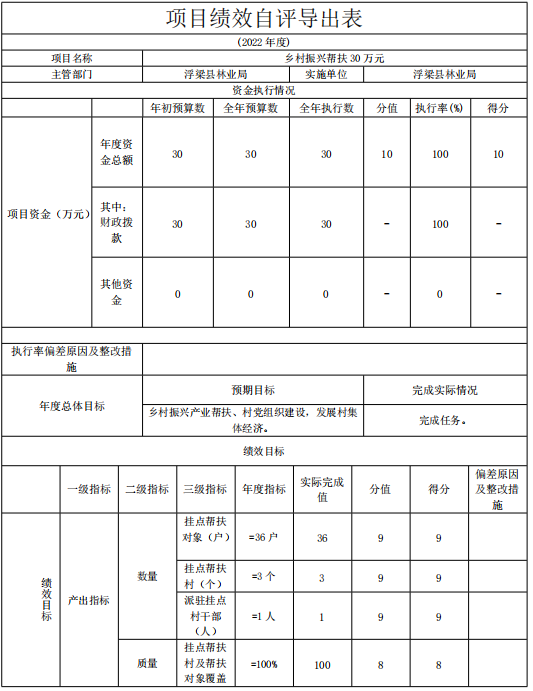 项目绩效自评导出表
(2022 年度)
项目名称 乡村振兴帮扶 30 万元
主管部门 浮梁县林业局 实施单位 浮梁县林业局
资金执行情况
年初预算数 全年预算数 全年执行数 分值 执行率(%) 得分
项目资金（万元）
年度资
金总额
30 30 30 10 100 10
其中:
财政拨
款
30 30 30 － 100 －
其他资
金
0 0 0 － 0 －
执行率偏差原因及整改措
施
年度总体目标
预期目标 完成实际情况
乡村振兴产业帮扶、村党组织建设，发展村集
体经济。
完成任务。
绩效目标
一级指标 二级指标 三级指标 年度指标
实际完成
值
分值 得分
偏差原因
及整改措
施
绩效目标
产出指标
数量
挂点帮扶
对象（户）
=36 户 36 9 9
挂点帮扶
村（个）
=3 个 3 9 9
派驻挂点
村干部
（人）
=1 人 1 9 9
质量
挂点帮扶
村及帮扶
对象覆盖
=100% 100 8 8